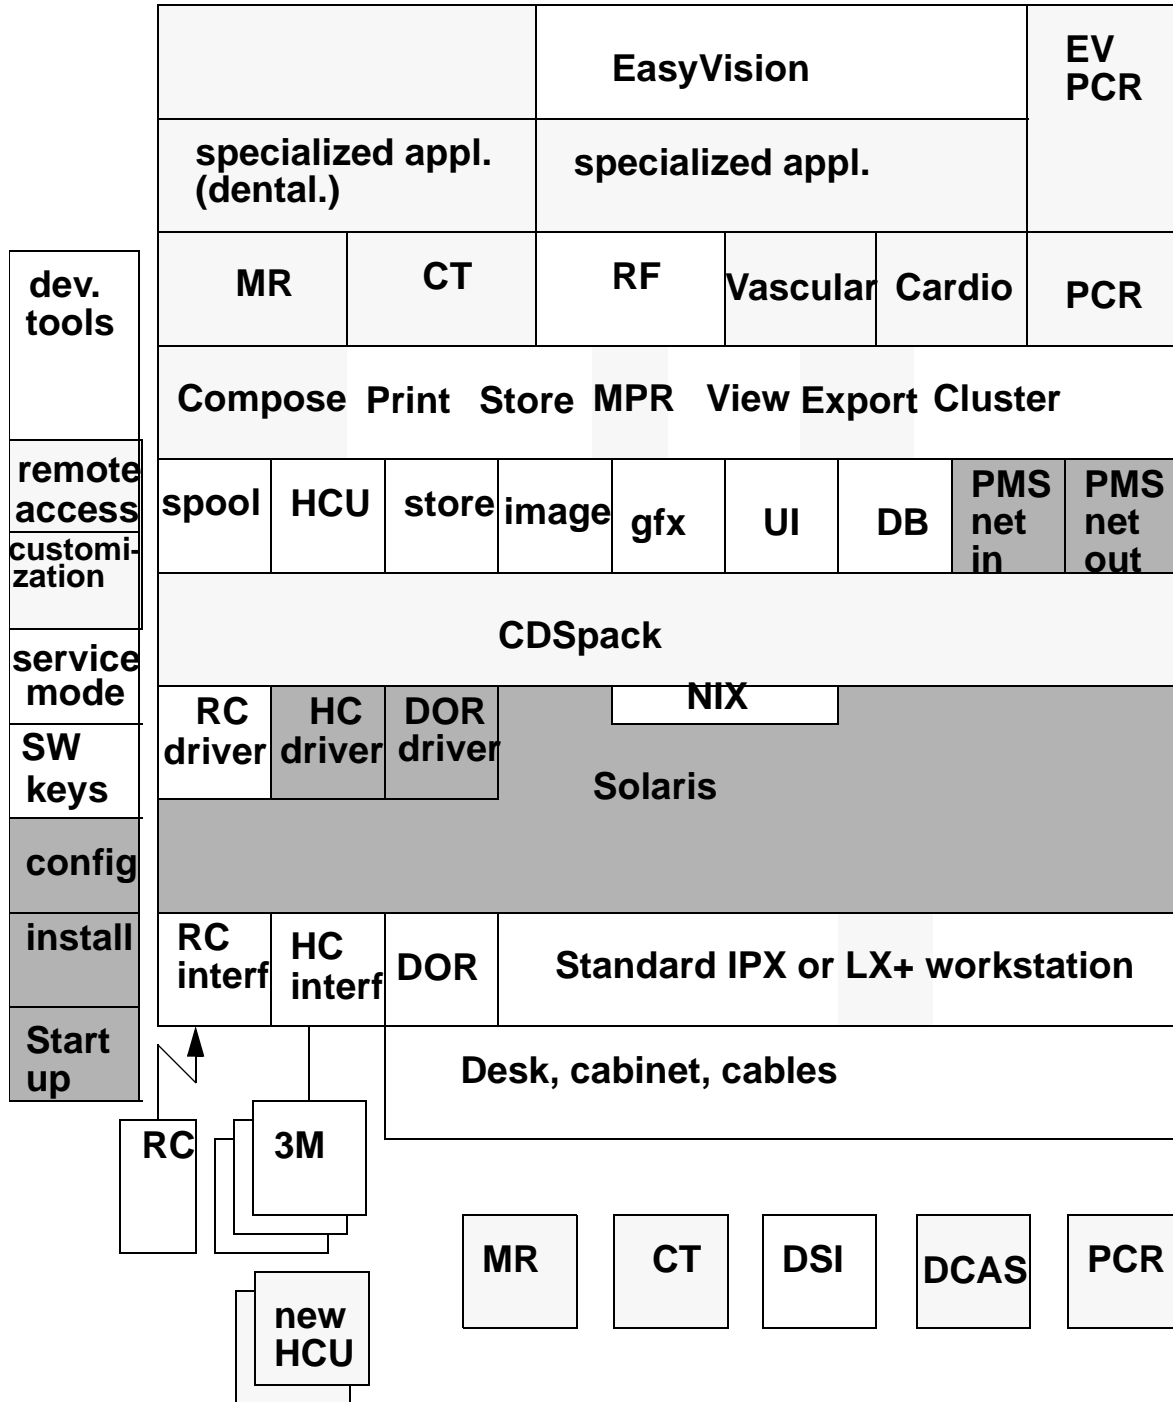 EasyVision
EV
PCR
specialized appl.
(dental.)
specialized appl.
MR
CT
RF
Vascular
Cardio
PCR
Compose
Print
Store
MPR
View
Export
Cluster
spool
HCU
store
image
gfx
UI
DB
PMS
net
in
PMS
net
out
CDSpack
RC
driver
HC
driver
DOR
driver
NIX
Solaris
RC
interf
HC
interf
DOR
Standard IPX or LX+ workstation
Desk, cabinet, cables
dev.
tools
remote
access
customi-
zation
service
mode
SW
keys
config
install
Start
up
RC
3M
new
HCU
MR
CT
DSI
DCAS
PCR